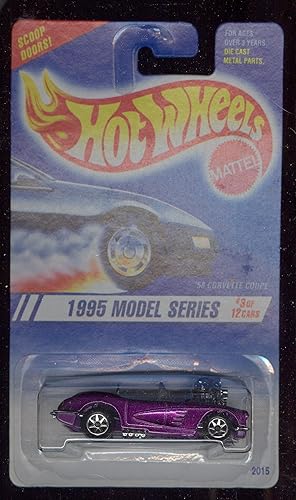 SCOOP
DOORS!
FOR AGES
OVER 3 YEARS
DIE CAST
METAL PARTS.
HOT WHEELS
MATTEL
'58 CORVETTE COUPE
1995 MODEL SERIES
#3 OF
12 CARS
2015